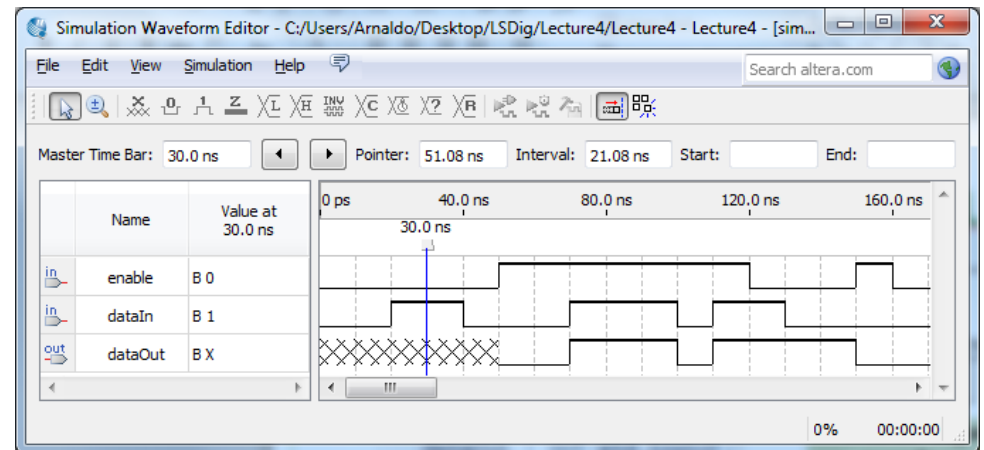 Simulation Waveform Editor - C:/Users/Arnaldo/Desktop/LSDig/Lecture4/Lecture4 - Lecture4 - [sim...
File Edit View Simulation Help
Search altera.com
Master Time Bar: 30.0 ns Pointer: 51.08 ns Interval: 21.08 ns Start: End:
Name Value at 30.0 ns
0 ps 40.0 ns 80.0 ns 120.0 ns 160.0 ns
30.0 ns
in enable B 0
in dataIn B 1
out dataOut B X
0% 00:00:00